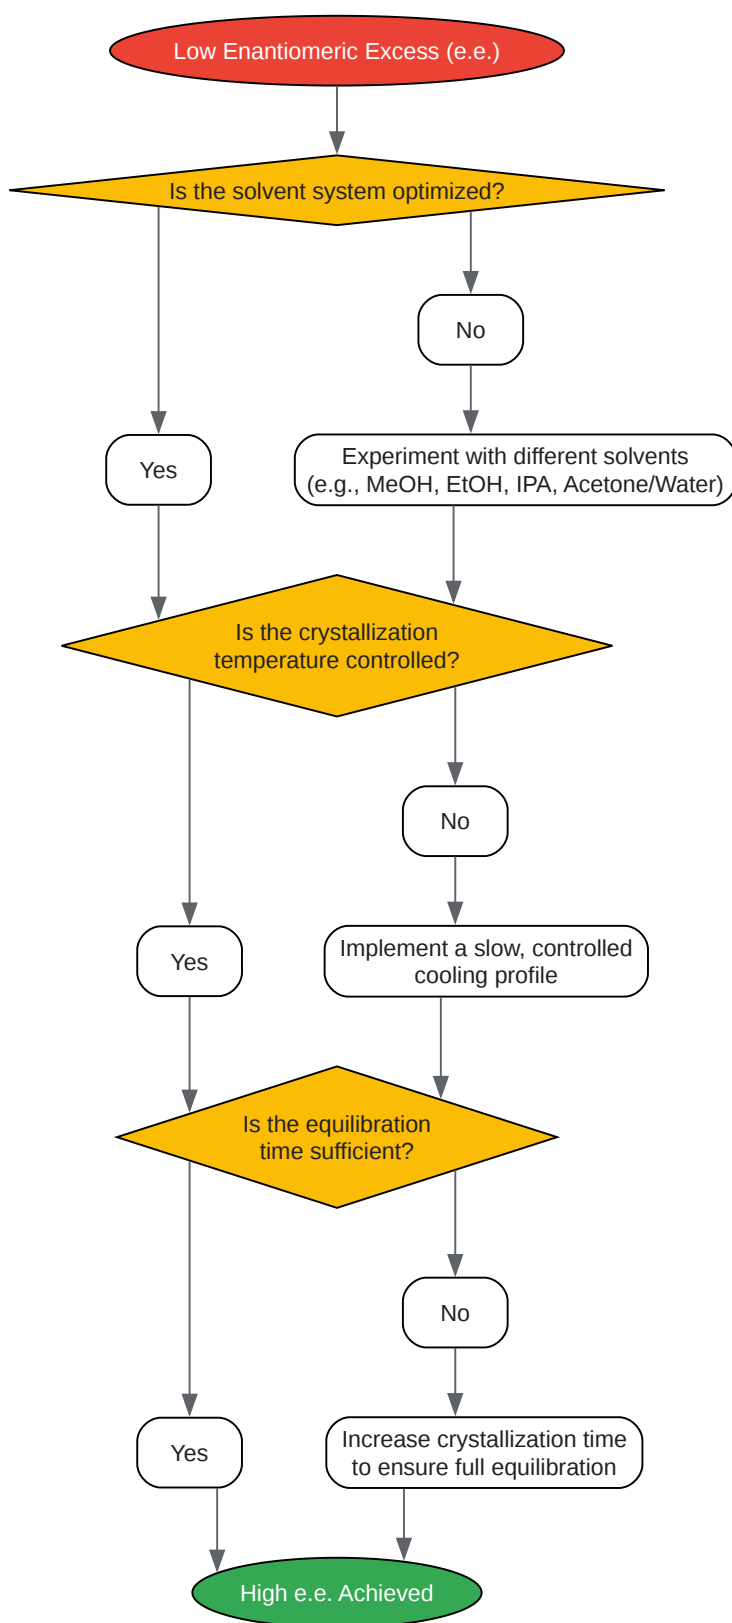 Low Enantiomeric Excess (e.e.)
Is the solvent system optimized?
No
Yes
Experiment with different solvents
(e.g., MeOH, EtOH, IPA, Acetone/Water)
Is the crystallization
temperature controlled?
No
Yes
Implement a slow, controlled
cooling profile
Is the equilibration
time sufficient?
No
Yes
Increase crystallization time
to ensure full equilibration
High e.e. Achieved